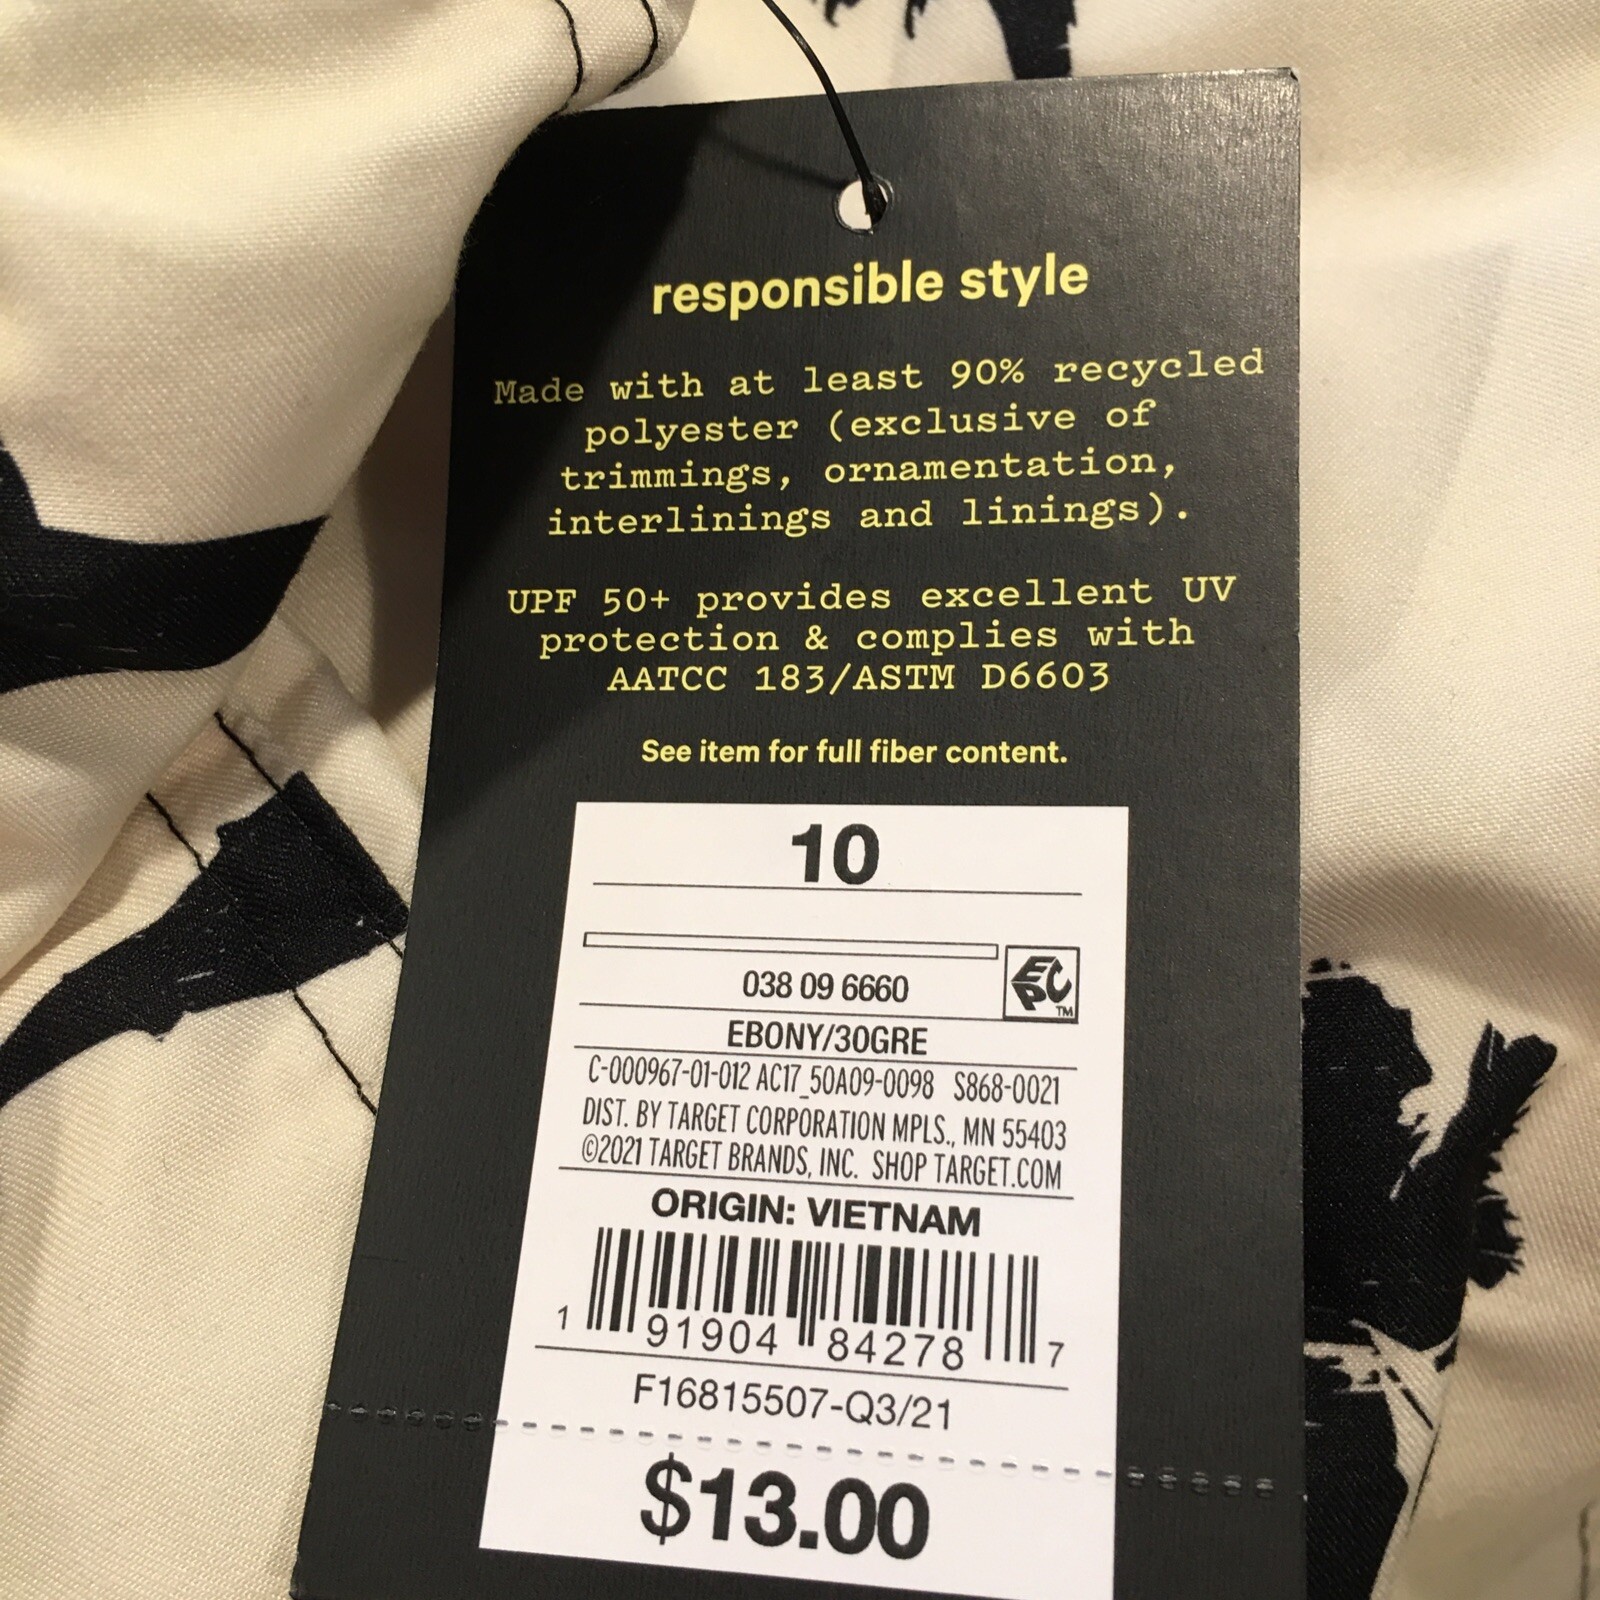 responsible style
Made with at least 90% recycled
polyester (exclusive of
trimmings, ornamentation,
interlinings and linings).
UPF 50+ provides excellent UV
protection & complies with
AATCC 183/ASTM D6603
See item for full fiber content.
10
038 09 6660
EPC™
EBONY/30GRE
C-000967-01-012 AC17_50A09-0098 S868-0021
DIST. BY TARGET CORPORATION MPLS., MN 55403
©2021 TARGET BRANDS, INC. SHOP TARGET.COM
ORIGIN: VIETNAM
1 91904 84278 7
F16815507-Q3/21
$13.00